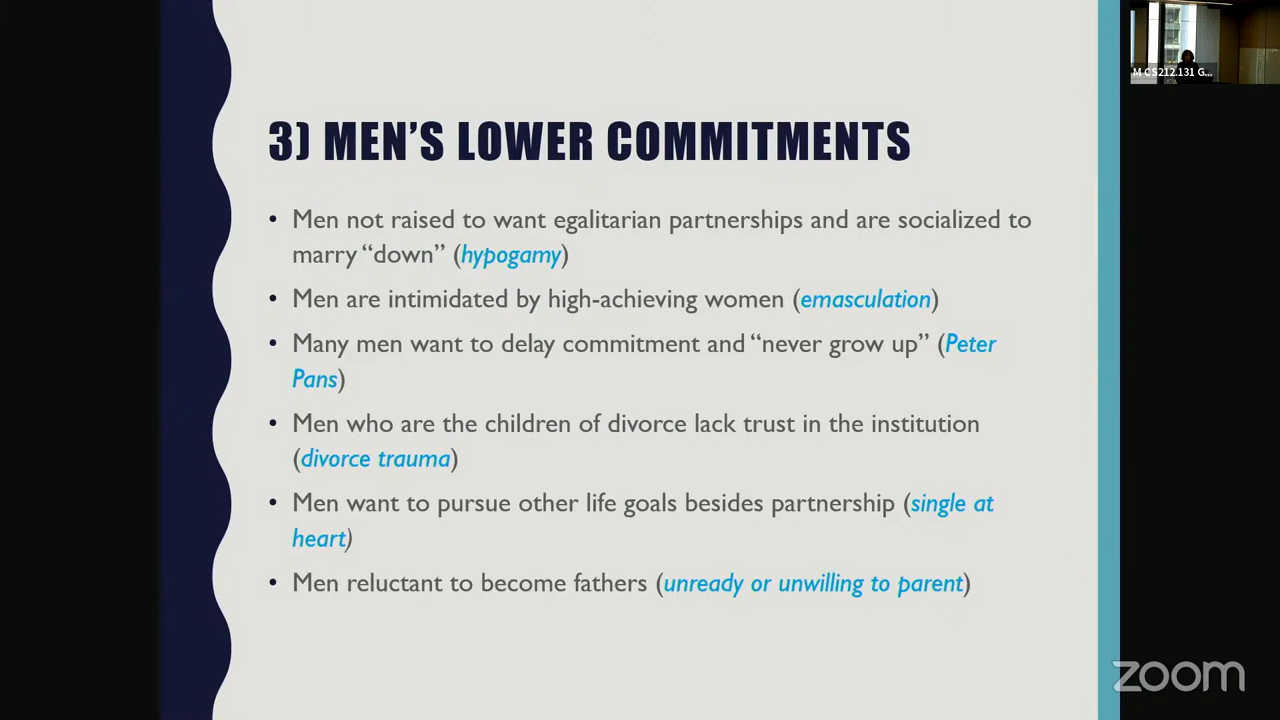 3) MEN'S LOWER COMMITMENTS
• Men not raised to want egalitarian partnerships and are socialized to
marry “down” (hypogamy)
• Men are intimidated by high-achieving women (emasculation)
• Many men want to delay commitment and “never grow up” (Peter
Pans)
• Men who are the children of divorce lack trust in the institution
(divorce trauma)
• Men want to pursue other life goals besides partnership (single at
heart)
• Men reluctant to become fathers (unready or unwilling to parent)
M CS212.131 G...
zoom